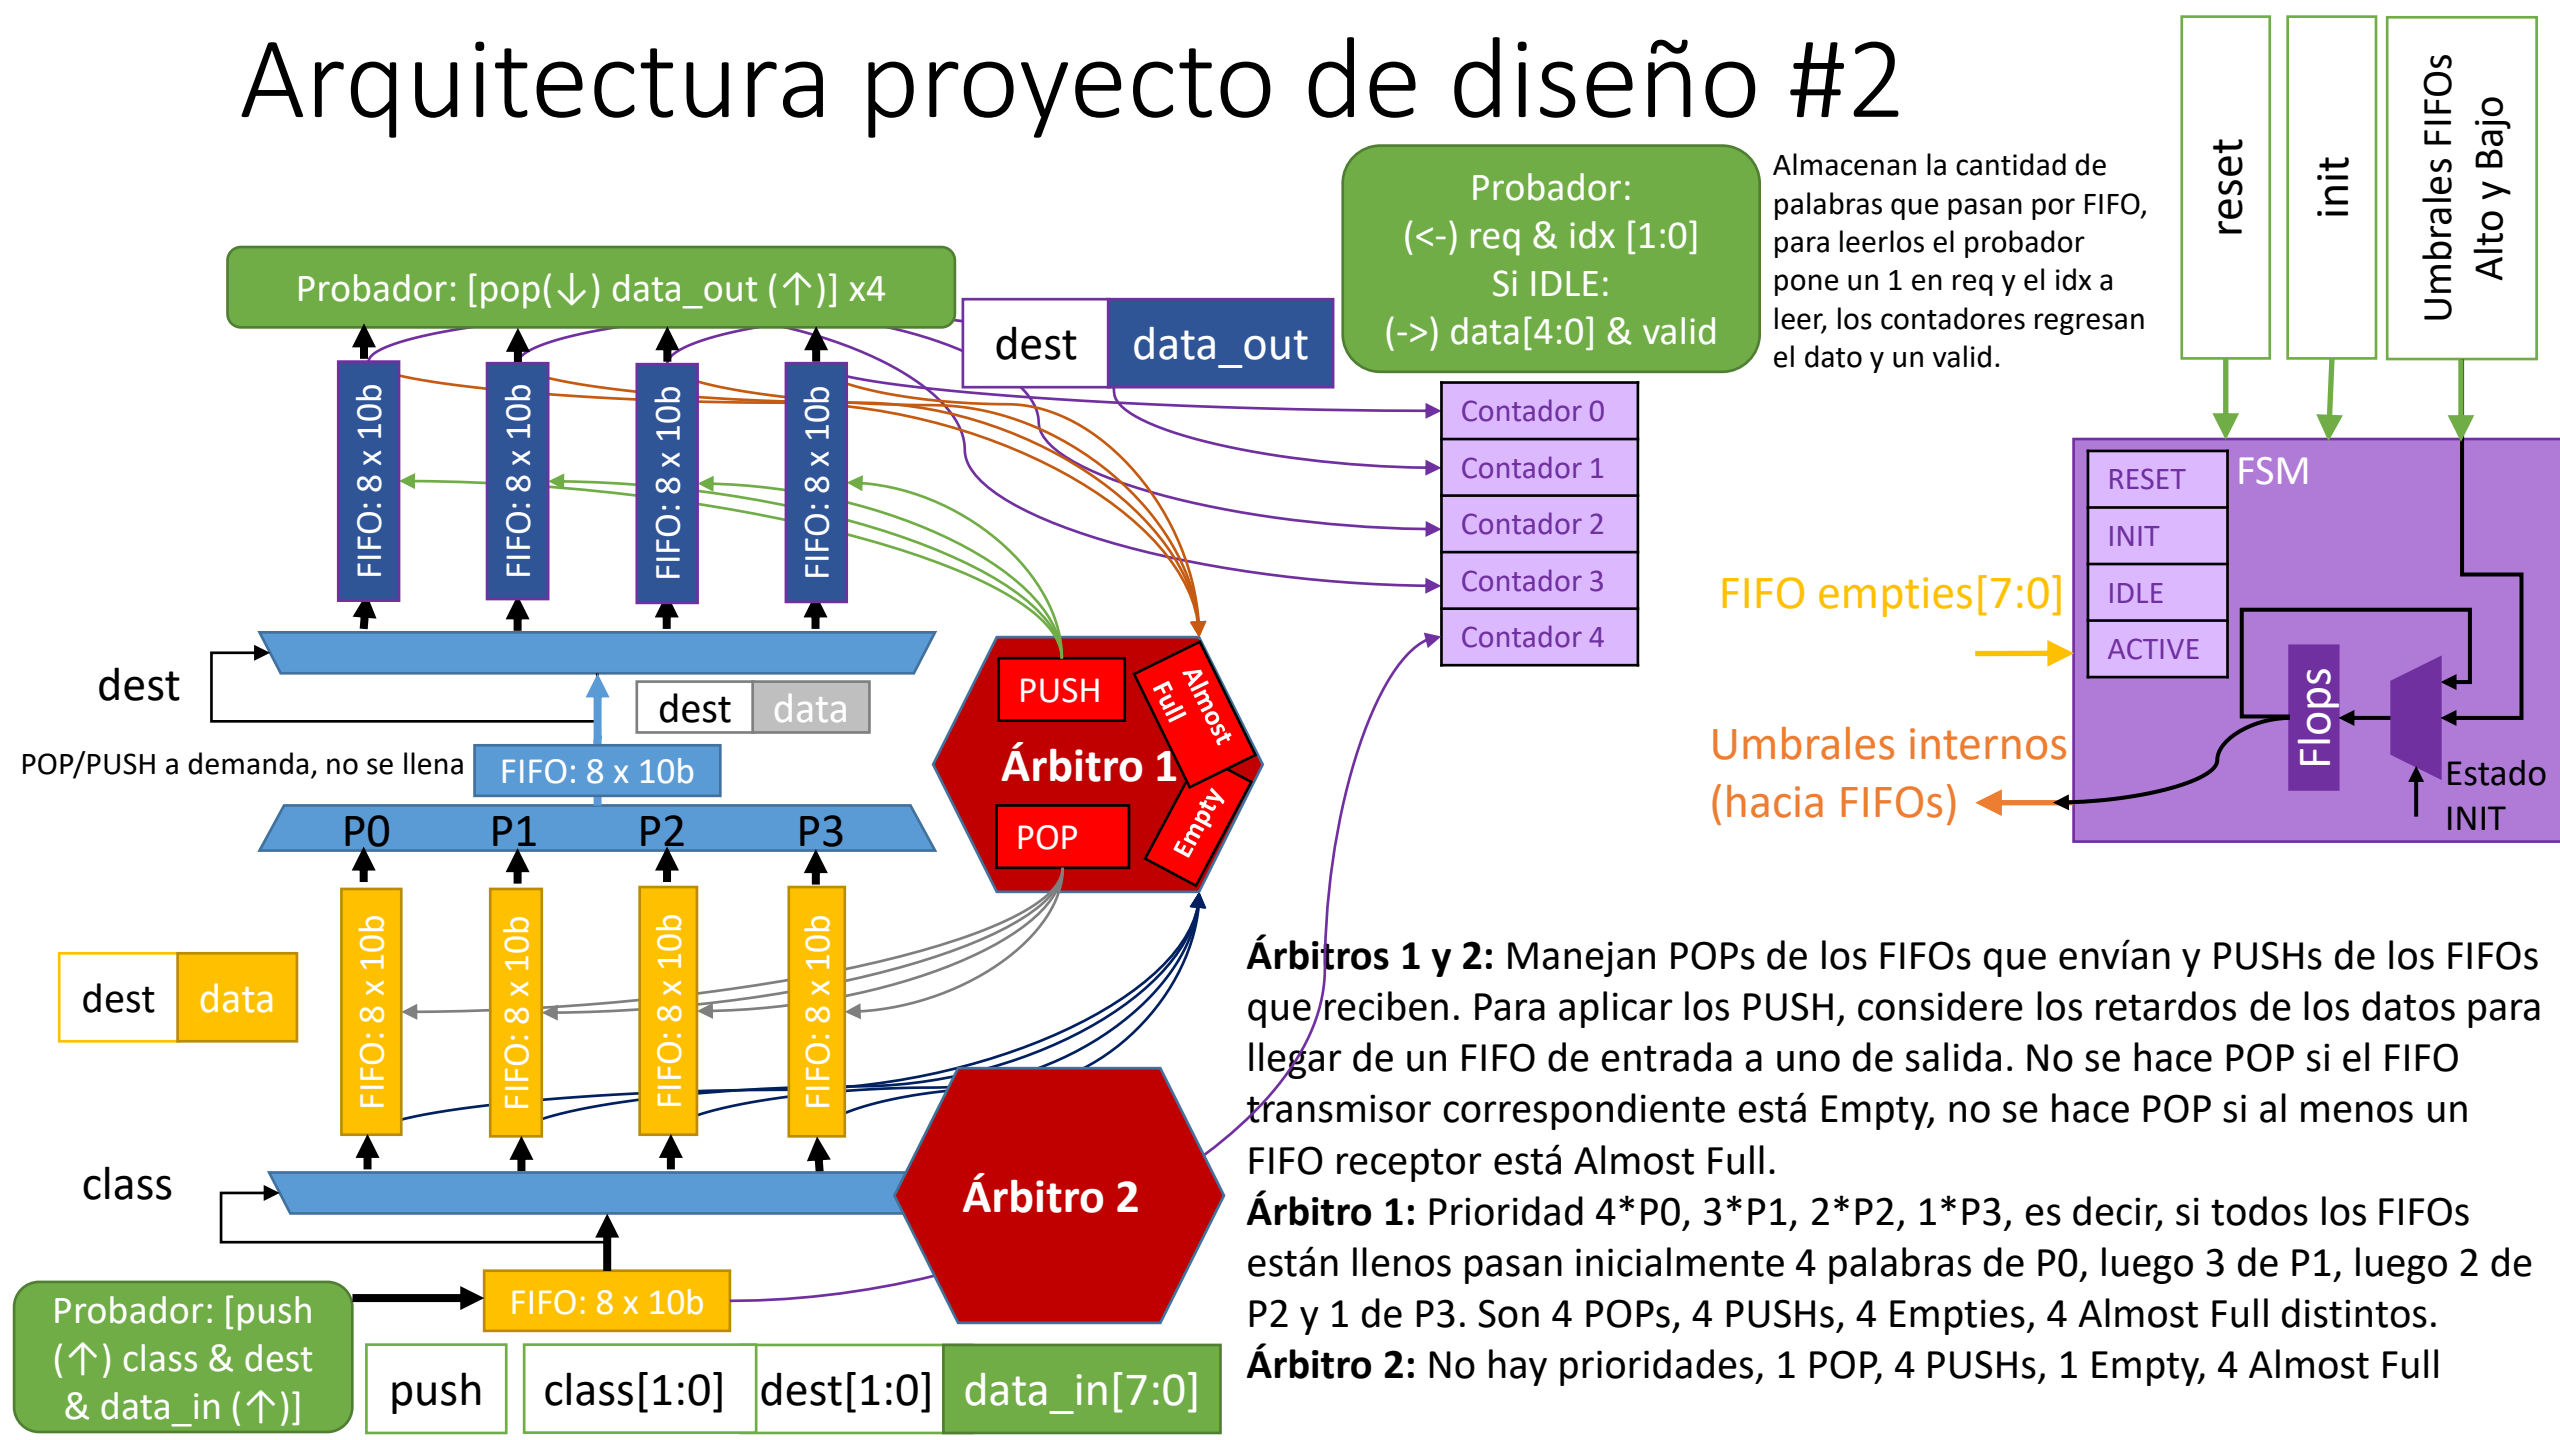 Arquitectura proyecto de diseño #2
Probador: [pop(↓) data_out (↑)] x4
dest
data_out
Probador:
(<-) req & idx [1:0]
Si IDLE:
(->) data[4:0] & valid
Almacenan la cantidad de
palabras que pasan por FIFO,
para leerlos el probador
pone un 1 en req y el idx a
leer, los contadores regresan
el dato y un valid.
reset
init
Umbrales FIFOs
Alto y Bajo
FIFO: 8 x 10b
FIFO: 8 x 10b
FIFO: 8 x 10b
FIFO: 8 x 10b
Contador 0
Contador 1
Contador 2
Contador 3
Contador 4
FSM
RESET
INIT
IDLE
ACTIVE
FIFO empties[7:0]
Umbrales internos
(hacia FIFOs)
Flops
Estado
INIT
dest
dest
data
POP/PUSH a demanda, no se llena
FIFO: 8 x 10b
PUSH
Almost
Full
Árbitro 1
POP
Empty
P0
P1
P2
P3
dest
data
FIFO: 8 x 10b
FIFO: 8 x 10b
FIFO: 8 x 10b
FIFO: 8 x 10b
class
Árbitro 2
FIFO: 8 x 10b
Probador: [push
(↑) class & dest
& data_in (↑)]
push
class[1:0]
dest[1:0]
data_in[7:0]
Árbitros 1 y 2: Manejan POPs de los FIFOs que envían y PUSHs de los FIFOs
que reciben. Para aplicar los PUSH, considere los retardos de los datos para
llegar de un FIFO de entrada a uno de salida. No se hace POP si el FIFO
transmisor correspondiente está Empty, no se hace POP si al menos un
FIFO receptor está Almost Full.
Árbitro 1: Prioridad 4*P0, 3*P1, 2*P2, 1*P3, es decir, si todos los FIFOs
están llenos pasan inicialmente 4 palabras de P0, luego 3 de P1, luego 2 de
P2 y 1 de P3. Son 4 POPs, 4 PUSHs, 4 Empties, 4 Almost Full distintos.
Árbitro 2: No hay prioridades, 1 POP, 4 PUSHs, 1 Empty, 4 Almost Full